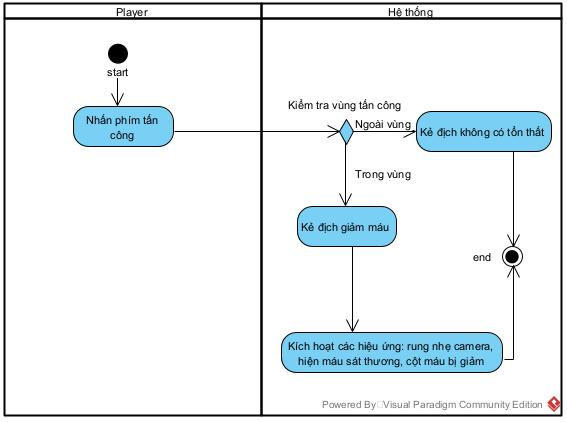 Player
Hệ thống
start
Nhấn phím tấn
công
Kiểm tra vùng tấn công
Ngoài vùng
Kẻ địch không có tổn thất
Trong vùng
Kẻ địch giảm máu
end
Kích hoạt các hiệu ứng: rung nhẹ camera,
hiện máu sát thương, cột máu bị giảm
Powered By Visual Paradigm Community Edition